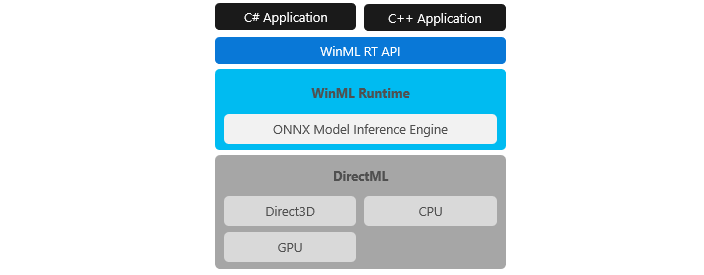 C# Application
C++ Application
WinML RT API
WinML Runtime
ONNX Model Inference Engine
DirectML
Direct3D
CPU
GPU